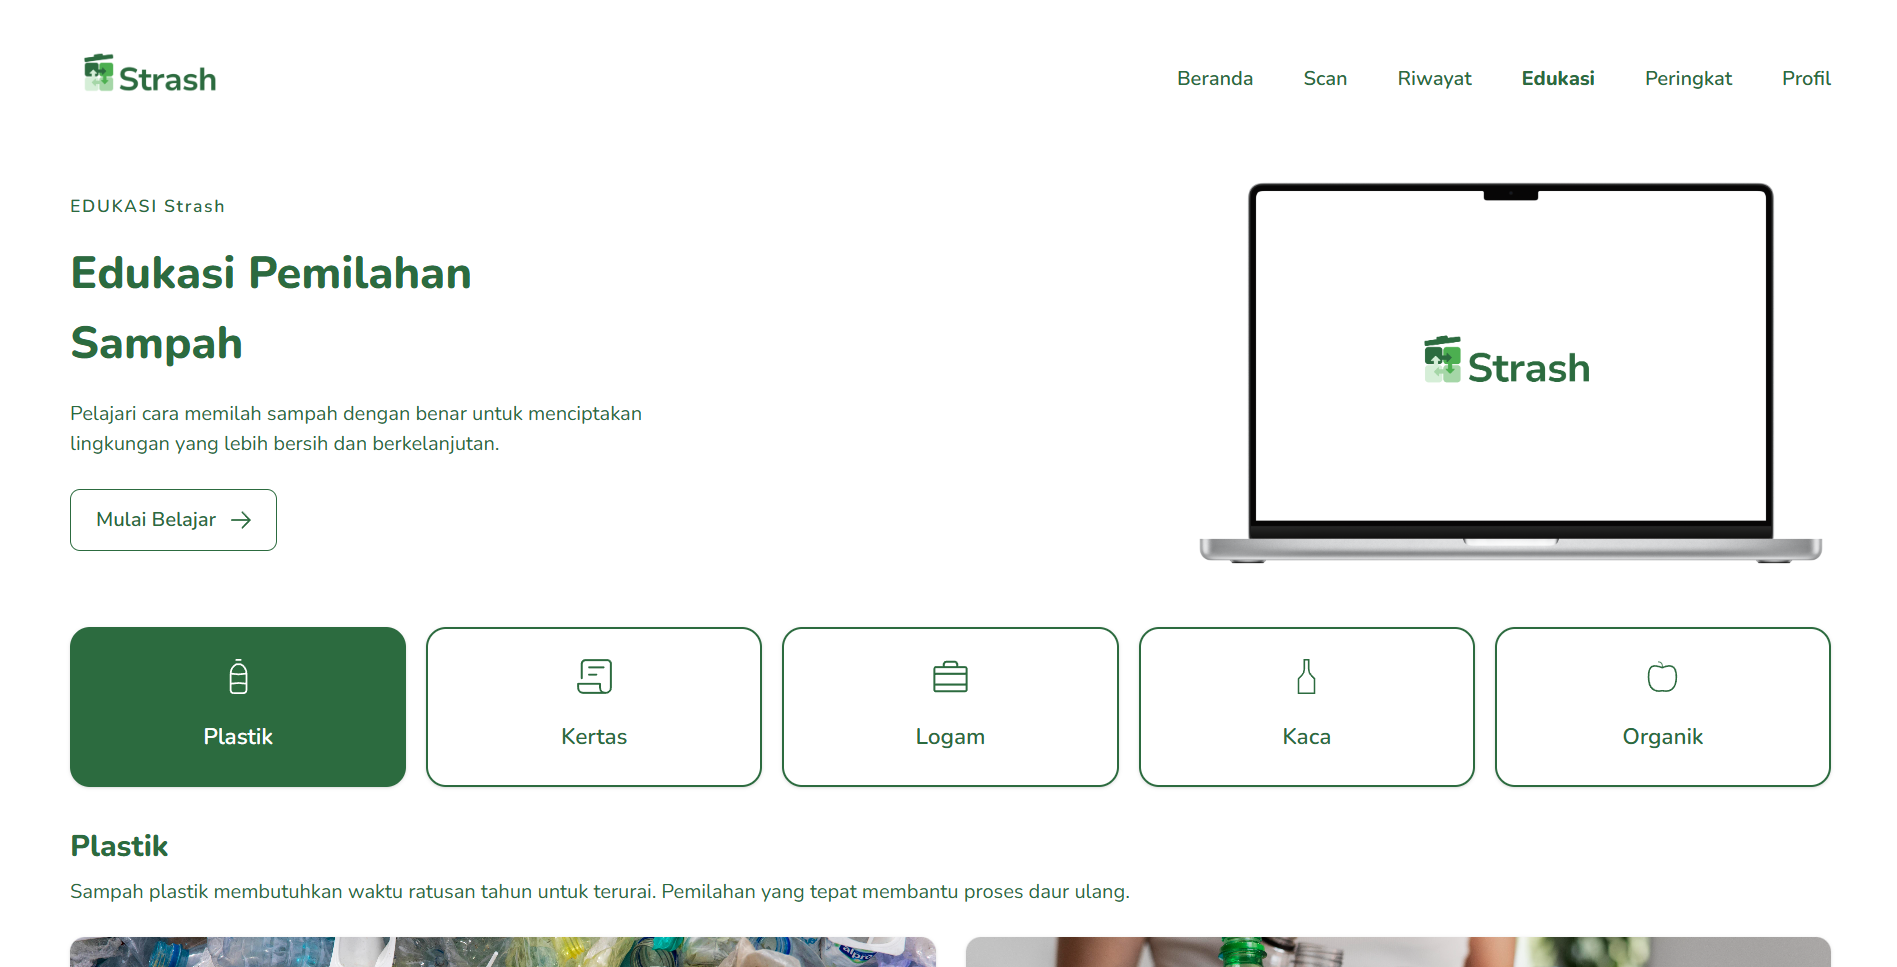 Strash
Beranda
Scan
Riwayat
Edukasi
Peringkat
Profil
EDUKASI Strash
Edukasi Pemilahan
Sampah
Pelajari cara memilah sampah dengan benar untuk menciptakan
lingkungan yang lebih bersih dan berkelanjutan.
Mulai Belajar
Strash
Plastik
Kertas
Logam
Kaca
Organik
Plastik
Sampah plastik membutuhkan waktu ratusan tahun untuk terurai. Pemilahan yang tepat membantu proses daur ulang.
alpro